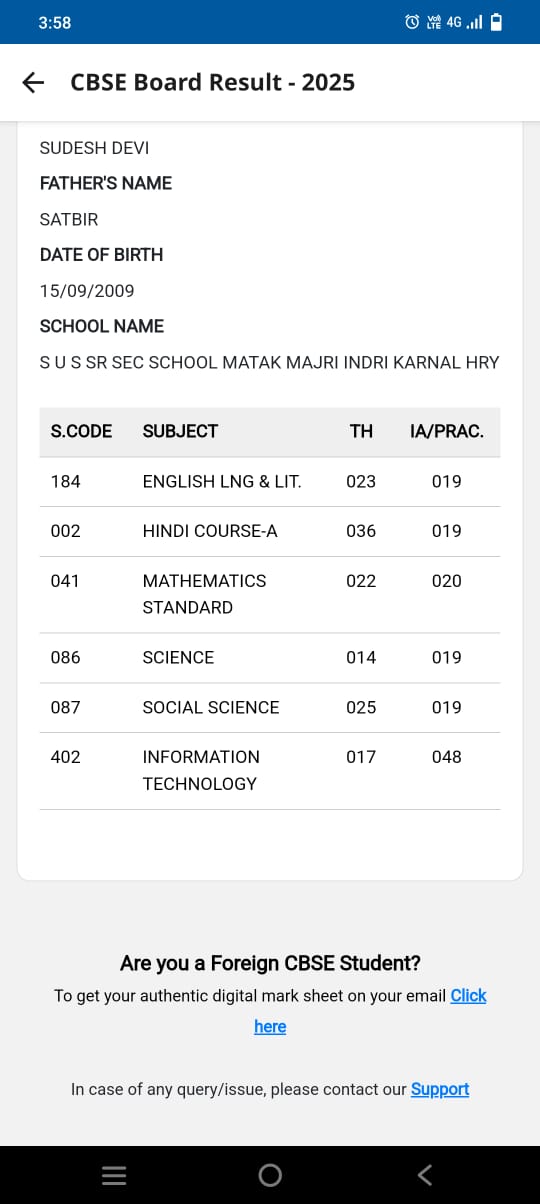 3:58 VoD LTE 4G
CBSE Board Result - 2025
SUDESH DEVI
FATHER'S NAME
SATBIR
DATE OF BIRTH
15/09/2009
SCHOOL NAME
S U S SR SEC SCHOOL MATAK MAJRI INDRI KARNAL HRY
S.CODE SUBJECT TH IA/PRAC.
184 ENGLISH LNG & LIT. 023 019
002 HINDI COURSE-A 036 019
041 MATHEMATICS 022 020
STANDARD
086 SCIENCE 014 019
087 SOCIAL SCIENCE 025 019
402 INFORMATION 017 048
TECHNOLOGY
Are you a Foreign CBSE Student?
To get your authentic digital mark sheet on your email Click
here
In case of any query/issue, please contact our Support